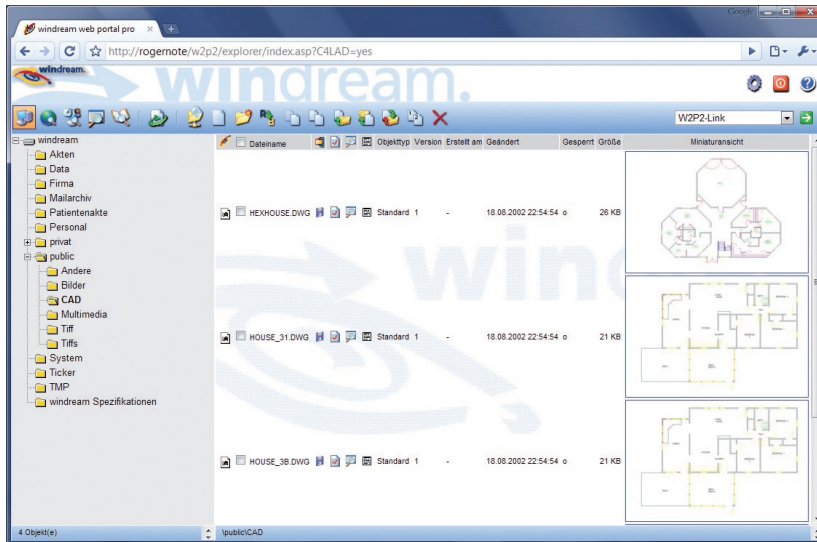 Google
windream web portal pro
http://rogernote/w2p2/explorer/index.asp?C4LAD=yes
windream.
windream.
W2P2-Link
windream
Akten
Data
Firma
Mailarchiv
Patientenakte
Personal
privat
public
Andere
Bilder
CAD
Multimedia
Tiff
Tiffs
System
Ticker
TMP
windream Spezifikationen
Dateiname Objekttyp Version Erstellt am Geändert Gesperrt Größe Miniaturansicht
HEXHOUSE.DWG Standard 1 - 18.08.2002 22:54:54 o 26 KB
HOUSE_31.DWG Standard 1 - 18.08.2002 22:54:54 o 21 KB
HOUSE_3B.DWG Standard 1 - 18.08.2002 22:54:54 o 21 KB
win
4 Objekt(e) \public\CAD